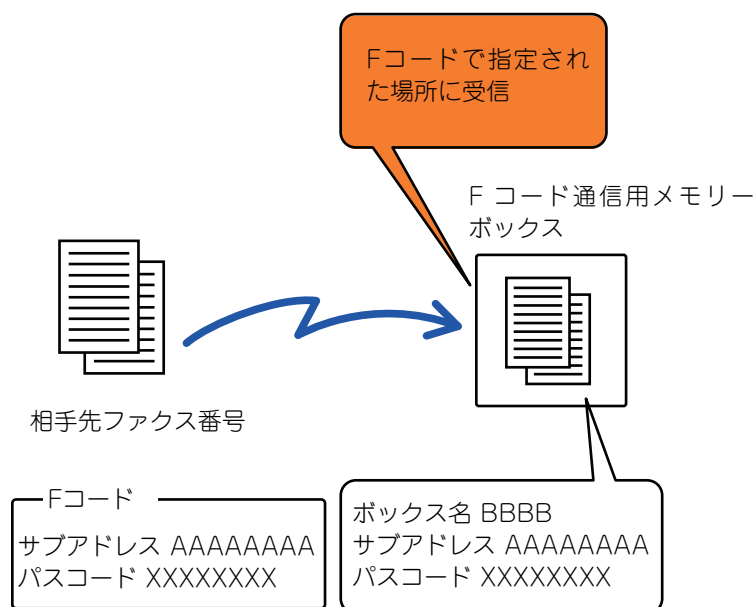 Fコードで指定され
た場所に受信
F コード通信用メモリー
ボックス
相手先ファクス番号
Fコード
サブアドレス AAAAAAAA
パスコード XXXXXXXX
ボックス名 BBBB
サブアドレス AAAAAAAA
パスコード XXXXXXXX